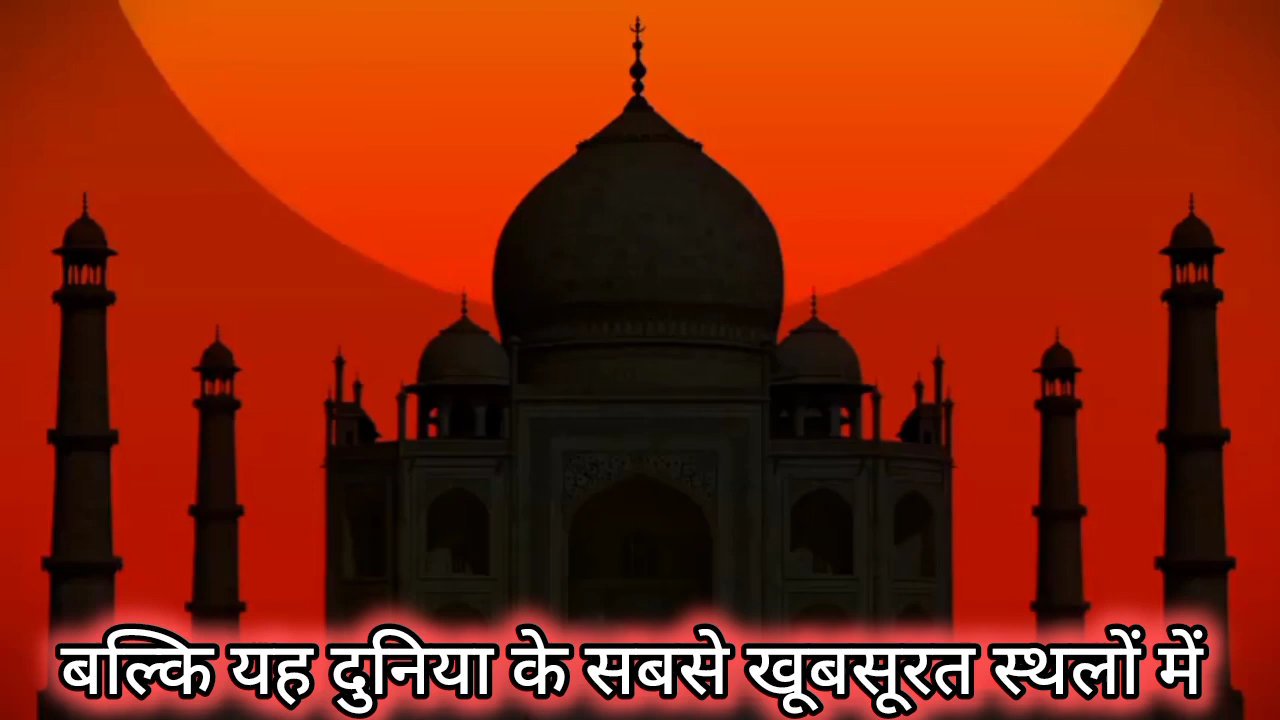 बल्कि यह दुनिया के सबसे खूबसूरत स्थलों में